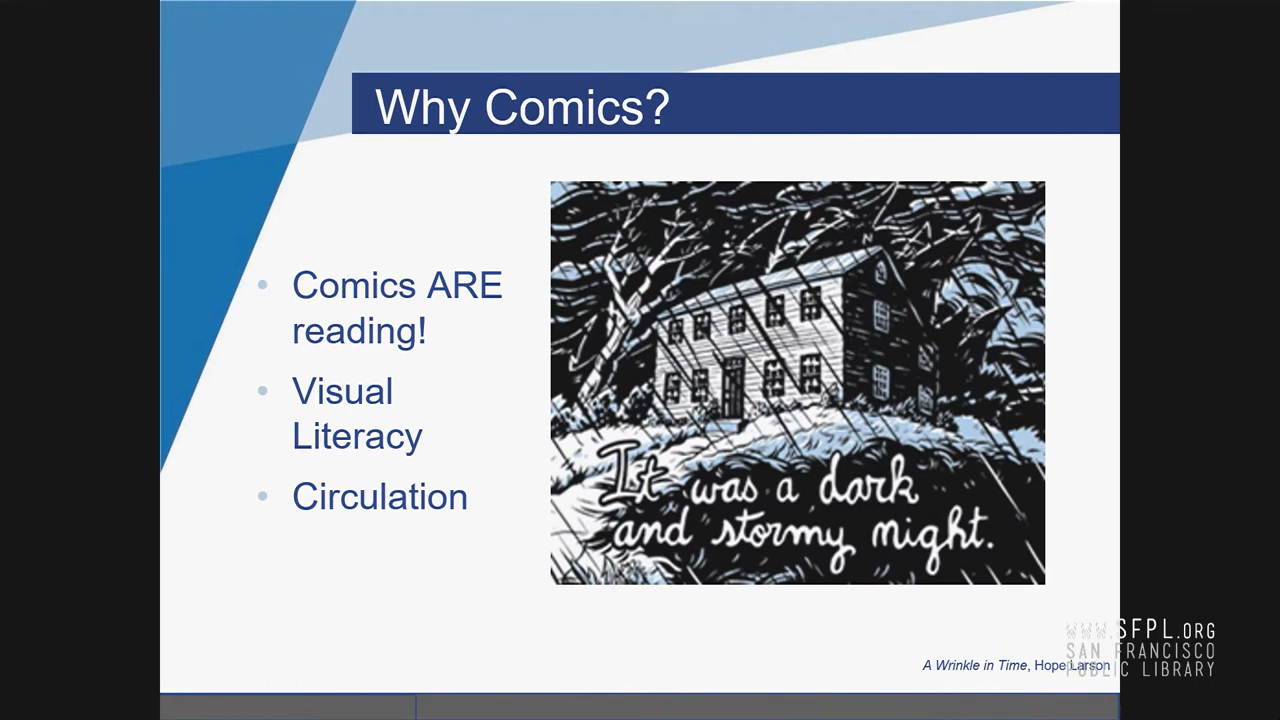 Why Comics?
• Comics ARE
reading!
• Visual
Literacy
• Circulation
It was a dark
and stormy night.
A Wrinkle in Time, Hope Larson
WWW.SFPL.ORG
SAN FRANCISCO
PUBLIC LIBRARY